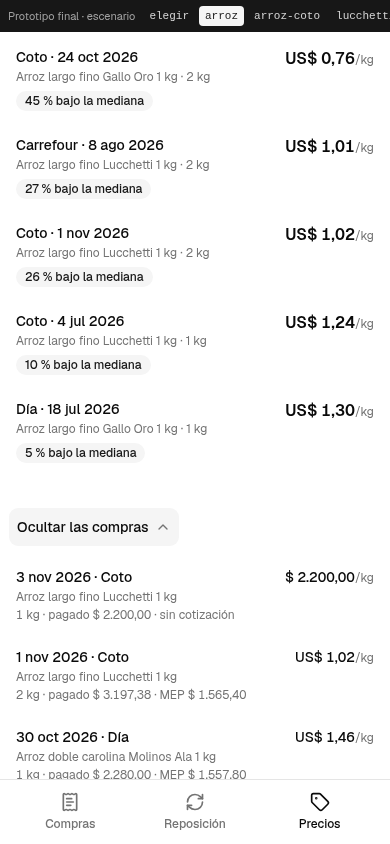 Prototipo final · escenario elegir arroz arroz-coto lucchett
Coto · 24 oct 2026 US$ 0,76/kg
Arroz largo fino Gallo Oro 1 kg · 2 kg
45 % bajo la mediana
Carrefour · 8 ago 2026 US$ 1,01/kg
Arroz largo fino Lucchetti 1 kg · 2 kg
27 % bajo la mediana
Coto · 1 nov 2026 US$ 1,02/kg
Arroz largo fino Lucchetti 1 kg · 2 kg
26 % bajo la mediana
Coto · 4 jul 2026 US$ 1,24/kg
Arroz largo fino Lucchetti 1 kg · 1 kg
10 % bajo la mediana
Día · 18 jul 2026 US$ 1,30/kg
Arroz largo fino Gallo Oro 1 kg · 1 kg
5 % bajo la mediana
Ocultar las compras
3 nov 2026 · Coto $ 2.200,00/kg
Arroz largo fino Lucchetti 1 kg
1 kg · pagado $ 2.200,00 · sin cotización
1 nov 2026 · Coto US$ 1,02/kg
Arroz largo fino Lucchetti 1 kg
2 kg · pagado $ 3.197,38 · MEP $ 1.565,40
30 oct 2026 · Día US$ 1,46/kg
Arroz doble carolina Molinos Ala 1 kg
1 kg · pagado $ 2.280,00 · MEP $ 1.557,80
Compras Reposición Precios